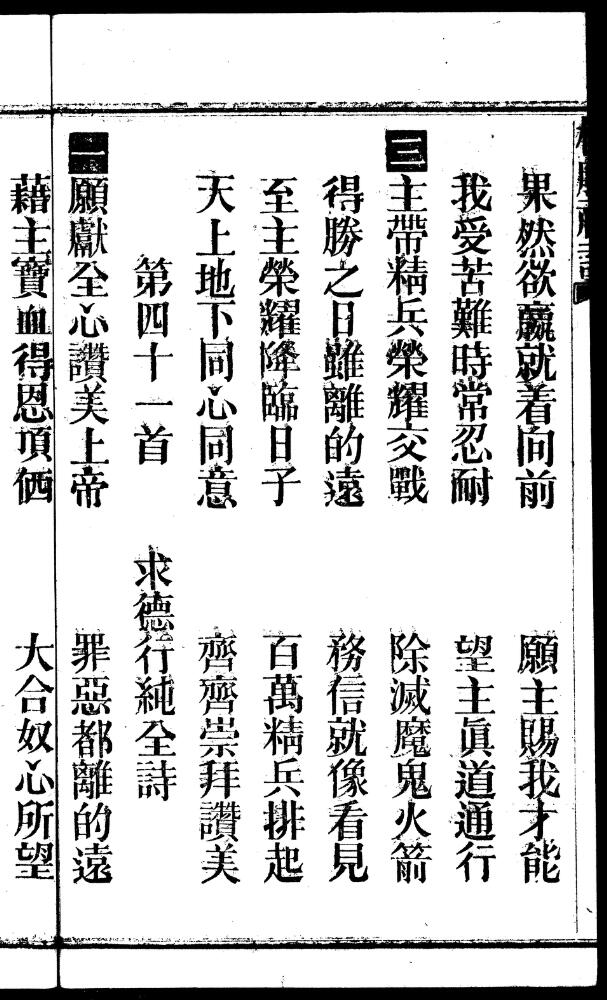 果然欲贏就着向前 願主賜我才能
我受苦難時常忍耐 望主眞道通行
三 主帶精兵榮耀交戰 除滅魔鬼火箭
得勝之日雖離的遠 務信就像看見
至主榮耀降臨日子 百萬精兵排起
天上地下同心同意 齊齊崇拜讚美
第四十一首 求德行純全詩
一 願獻全心讚美上帝 罪惡都離的遠
藉主寶血得恩項 大合奴心所望